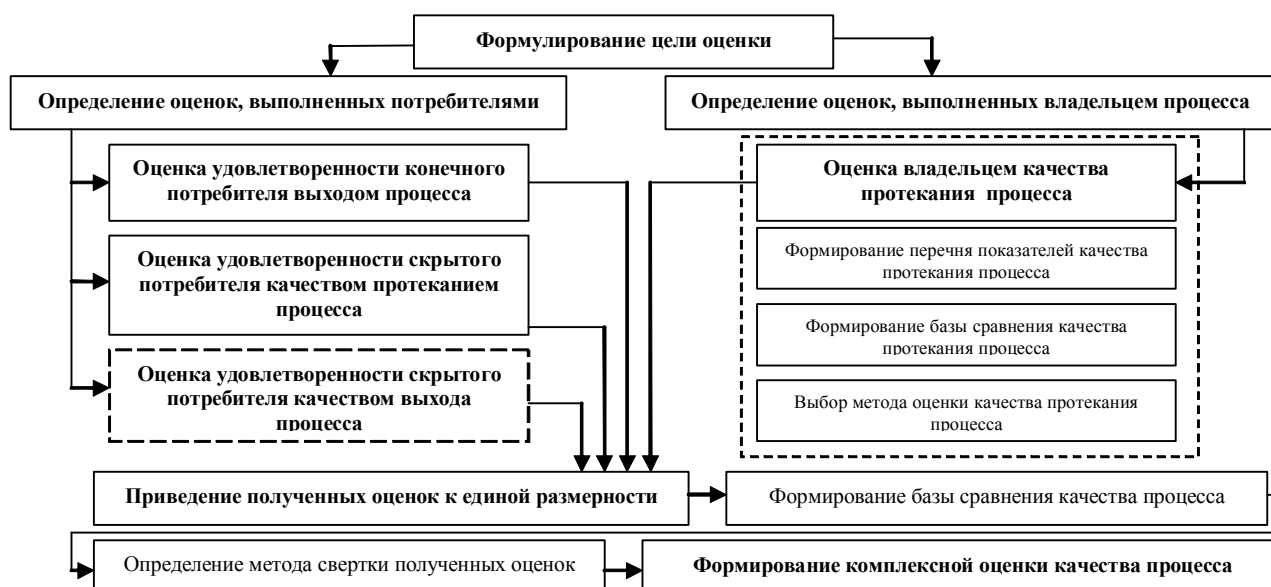 Формулирование цели оценки
Определение оценок, выполненных потребителями
Определение оценок, выполненных владельцем процесса
Оценка удовлетворенности конечного
потребителя выходом процесса
Оценка удовлетворенности скрытого
потребителя качеством протеканием
процесса
Оценка удовлетворенности скрытого
потребителя качеством выхода
процесса
Оценка владельцем качества
протекания процесса
Формирование перечня показателей качества
протекания процесса
Формирование базы сравнения качества
протекания процесса
Выбор метода оценки качества протекания
процесса
Приведение полученных оценок к единой размерности
Формирование базы сравнения качества процесса
Определение метода свертки полученных оценок
Формирование комплексной оценки качества процесса